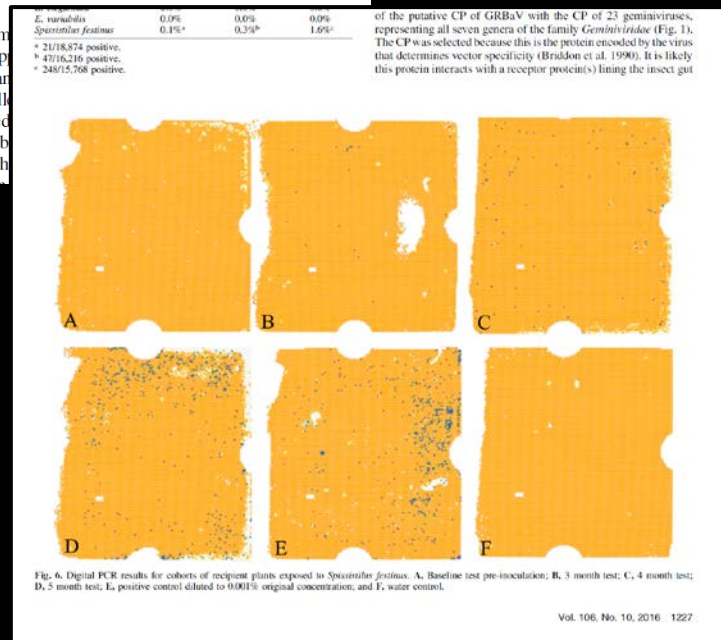 E. variabilis 0.0% 0.0% 0.0%
Spissistilus festinus 0.1%ᵃ 0.3%ᵇ 1.6%ᶜ
ᵃ 21/18,874 positive.
ᵇ 47/16,216 positive.
ᶜ 248/15,768 positive.
of the putative CP of GRBaV with the CP of 23 geminiviruses,
representing all seven genera of the family Geminiviridae (Fig. 1).
The CP was selected because this is the protein encoded by the virus
that determines vector specificity (Briddon et al. 1990). It is likely
this protein interacts with a receptor protein(s) lining the insect gut
A
B
C
D
E
F
Fig. 6. Digital PCR results for cohorts of recipient plants exposed to Spissistilus festinus. A, Baseline test pre-inoculation; B, 3 month test; C, 4 month test;
D, 5 month test; E, positive control diluted to 0.001% original concentration; and F, water control.
Vol. 106, No. 10, 2016 1227